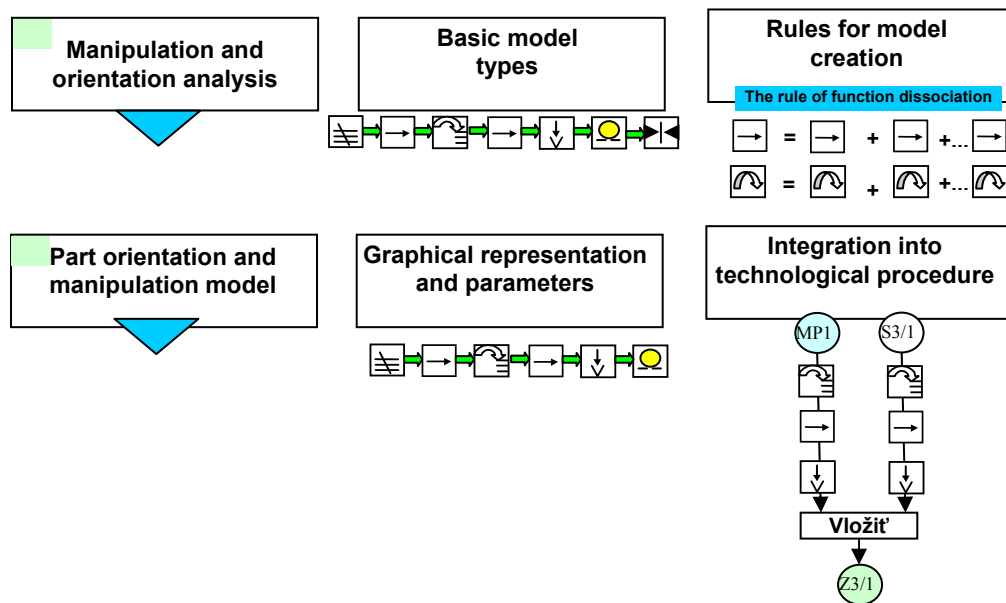 Manipulation and
orientation analysis
Basic model
types
Rules for model
creation
The rule of function dissociation
= + +...
= + +...
Part orientation and
manipulation model
Graphical representation
and parameters
Integration into
technological procedure
MP1
S3/1
Vložiť
Z3/1